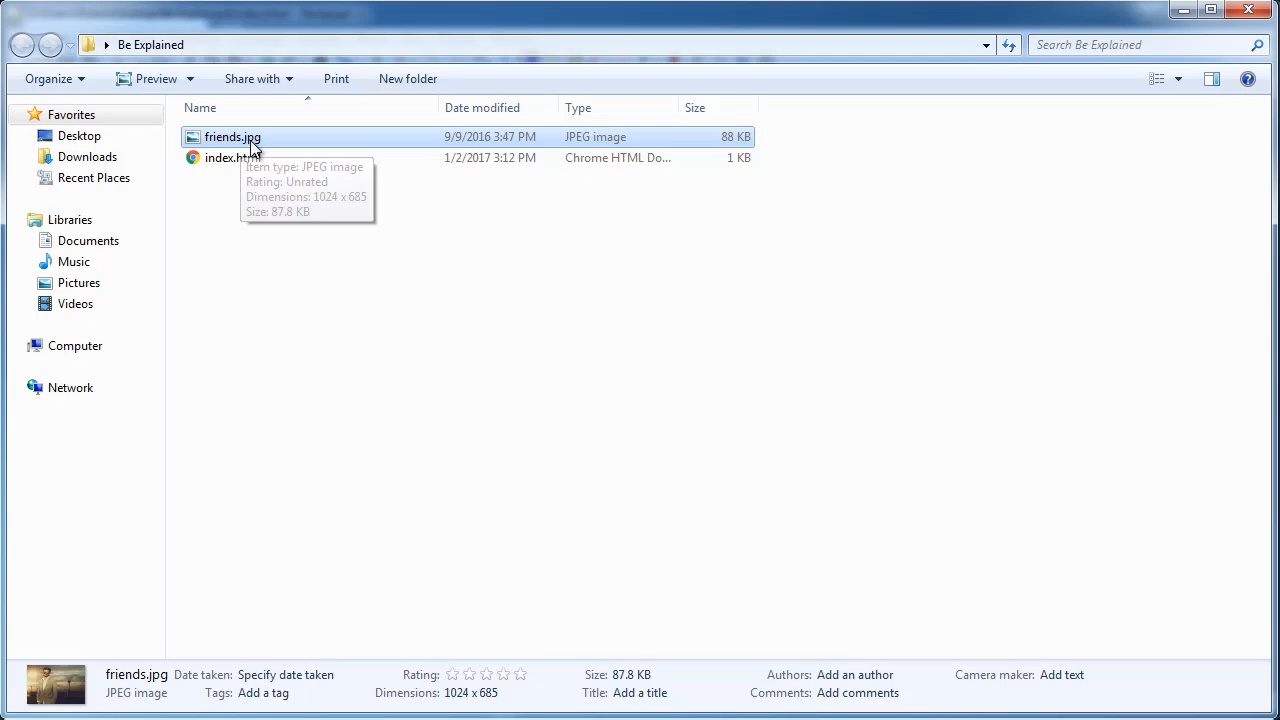 Be Explained
Search Be Explained
Organize Preview Share with Print New folder
Name Date modified Type Size
Favorites
Desktop
Downloads
Recent Places
Libraries
Documents
Music
Pictures
Videos
Computer
Network
friends.jpg 9/9/2016 3:47 PM JPEG image 88 KB
1/2/2017 3:12 PM Chrome HTML Do... 1 KB
Item type: JPEG image
Rating: Unrated
Dimensions: 1024 x 685
Size: 87.8 KB
friends.jpg Date taken: Specify date taken Rating: Size: 87.8 KB Authors: Add an author Camera maker: Add text
JPEG image Tags: Add a tag Dimensions: 1024 x 685 Title: Add a title Comments: Add comments